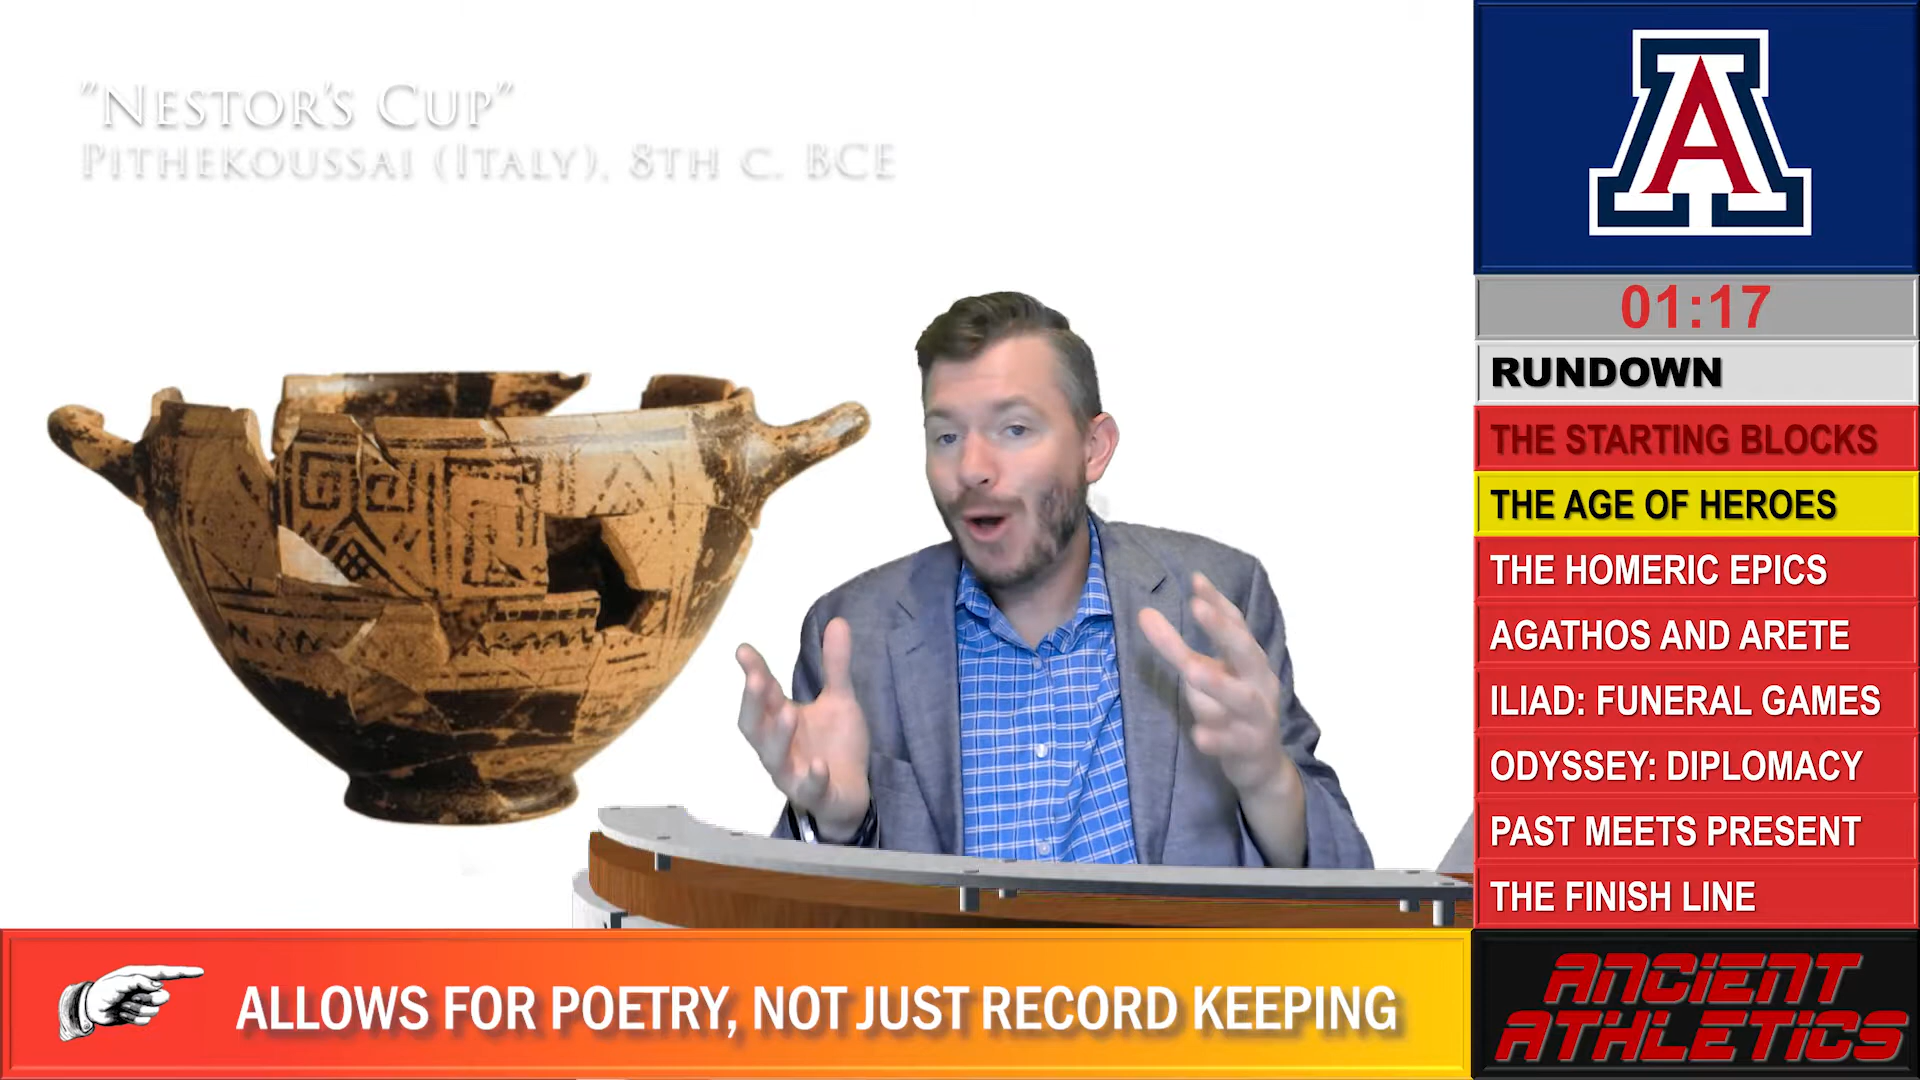 "Nestor's Cup"
Pithekoussai (Italy), 8th c. BCE
A
01:17
RUNDOWN
THE STARTING BLOCKS
THE AGE OF HEROES
THE HOMERIC EPICS
AGATHOS AND ARETE
ILIAD: FUNERAL GAMES
ODYSSEY: DIPLOMACY
PAST MEETS PRESENT
THE FINISH LINE
ALLOWS FOR POETRY, NOT JUST RECORD KEEPING
ANCIENT
ATHLETICS